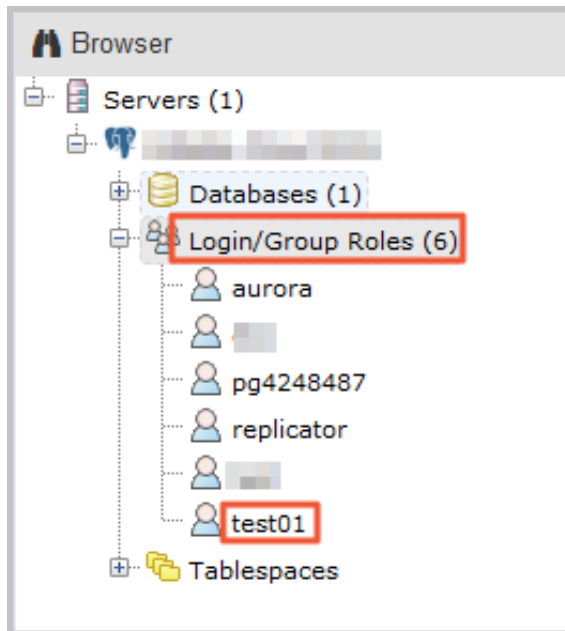 Browser
Servers (1)
Databases (1)
Login/Group Roles (6)
aurora
pg4248487
replicator
test01
Tablespaces